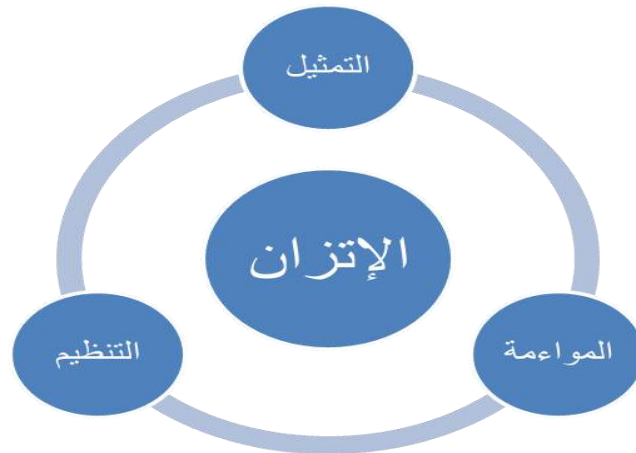 التمثيل
الإتزان
المواءمة
التنظيم